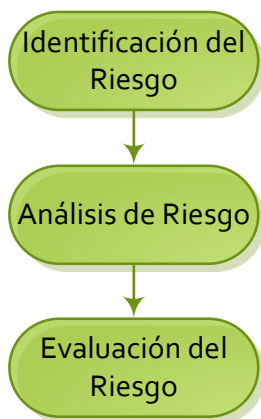 Identificación del
Riesgo
Análisis de Riesgo
Evaluación del
Riesgo